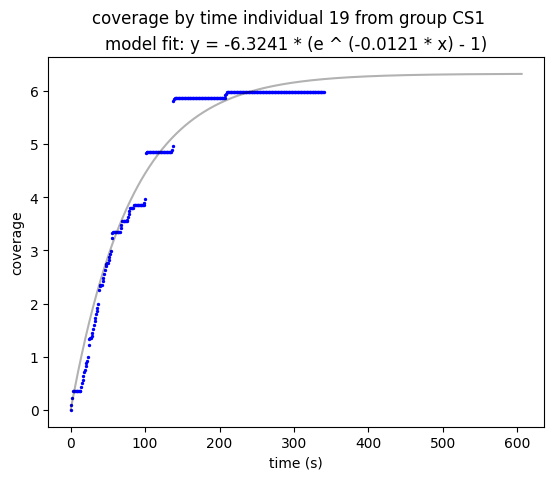 coverage by time individual 19 from group CS1
model fit: y = -6.3241 * (e ^ (-0.0121 * x) - 1)
6
5
4
3
2
1
0
coverage
0 100 200 300 400 500 600
time (s)